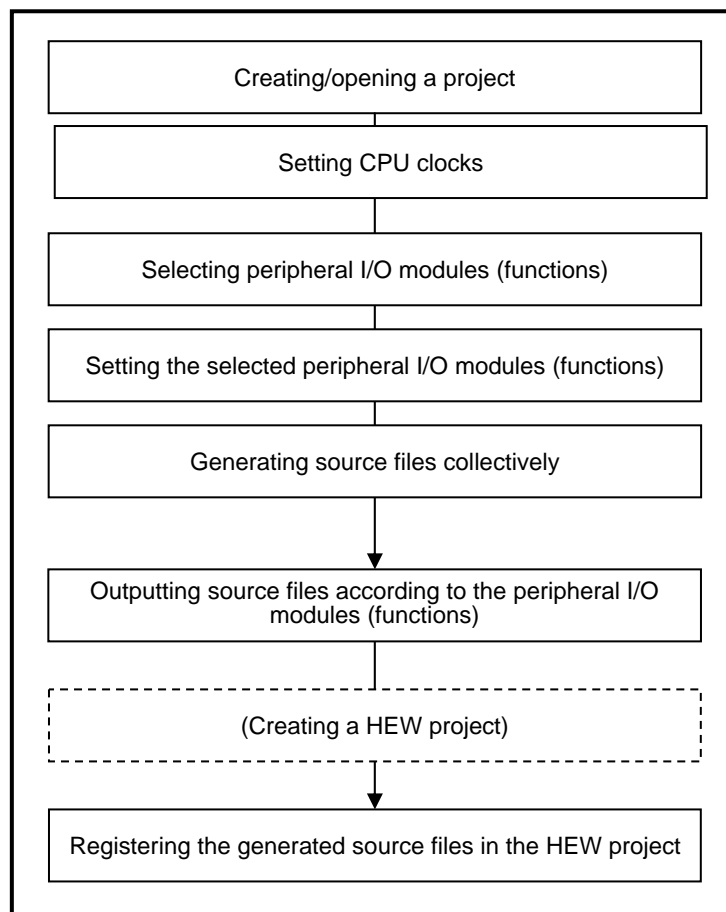 Creating/opening a project
Setting CPU clocks
Selecting peripheral I/O modules (functions)
Setting the selected peripheral I/O modules (functions)
Generating source files collectively
Outputting source files according to the peripheral I/O
modules (functions)
(Creating a HEW project)
Registering the generated source files in the HEW project